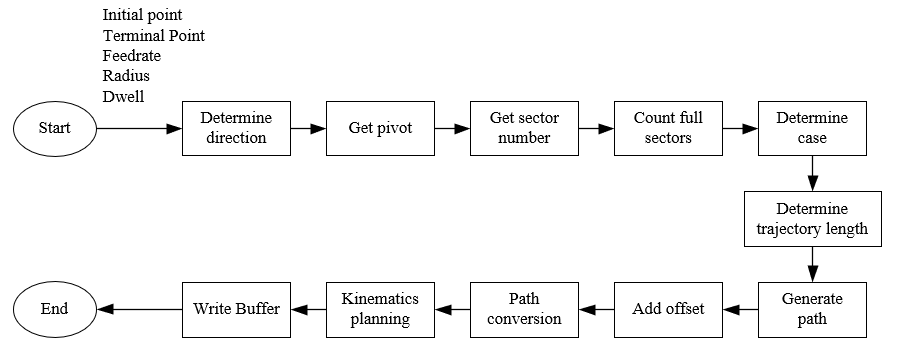 Initial point
Terminal Point
Feedrate
Radius
Dwell
Start
Determine
direction
Get pivot
Get sector
number
Count full
sectors
Determine
case
Determine
trajectory length
Generate
path
Add offset
Path
conversion
Kinematics
planning
Write Buffer
End